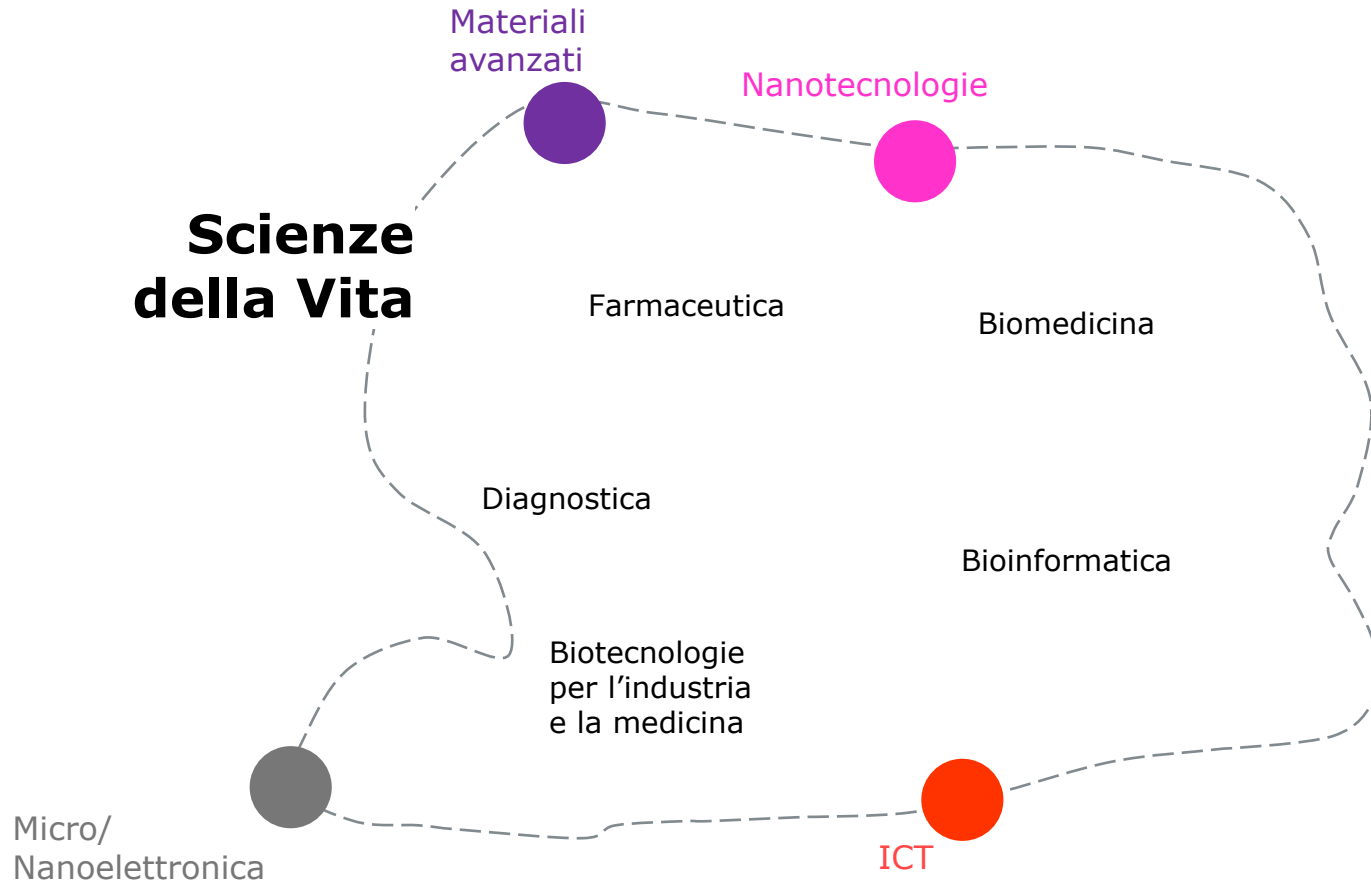 Materiali
avanzati
Nanotecnologie
Scienze
della Vita
Farmaceutica
Biomedicina
Diagnostica
Bioinformatica
Biotecnologie
per l’industria
e la medicina
Micro/
Nanoelettronica
ICT